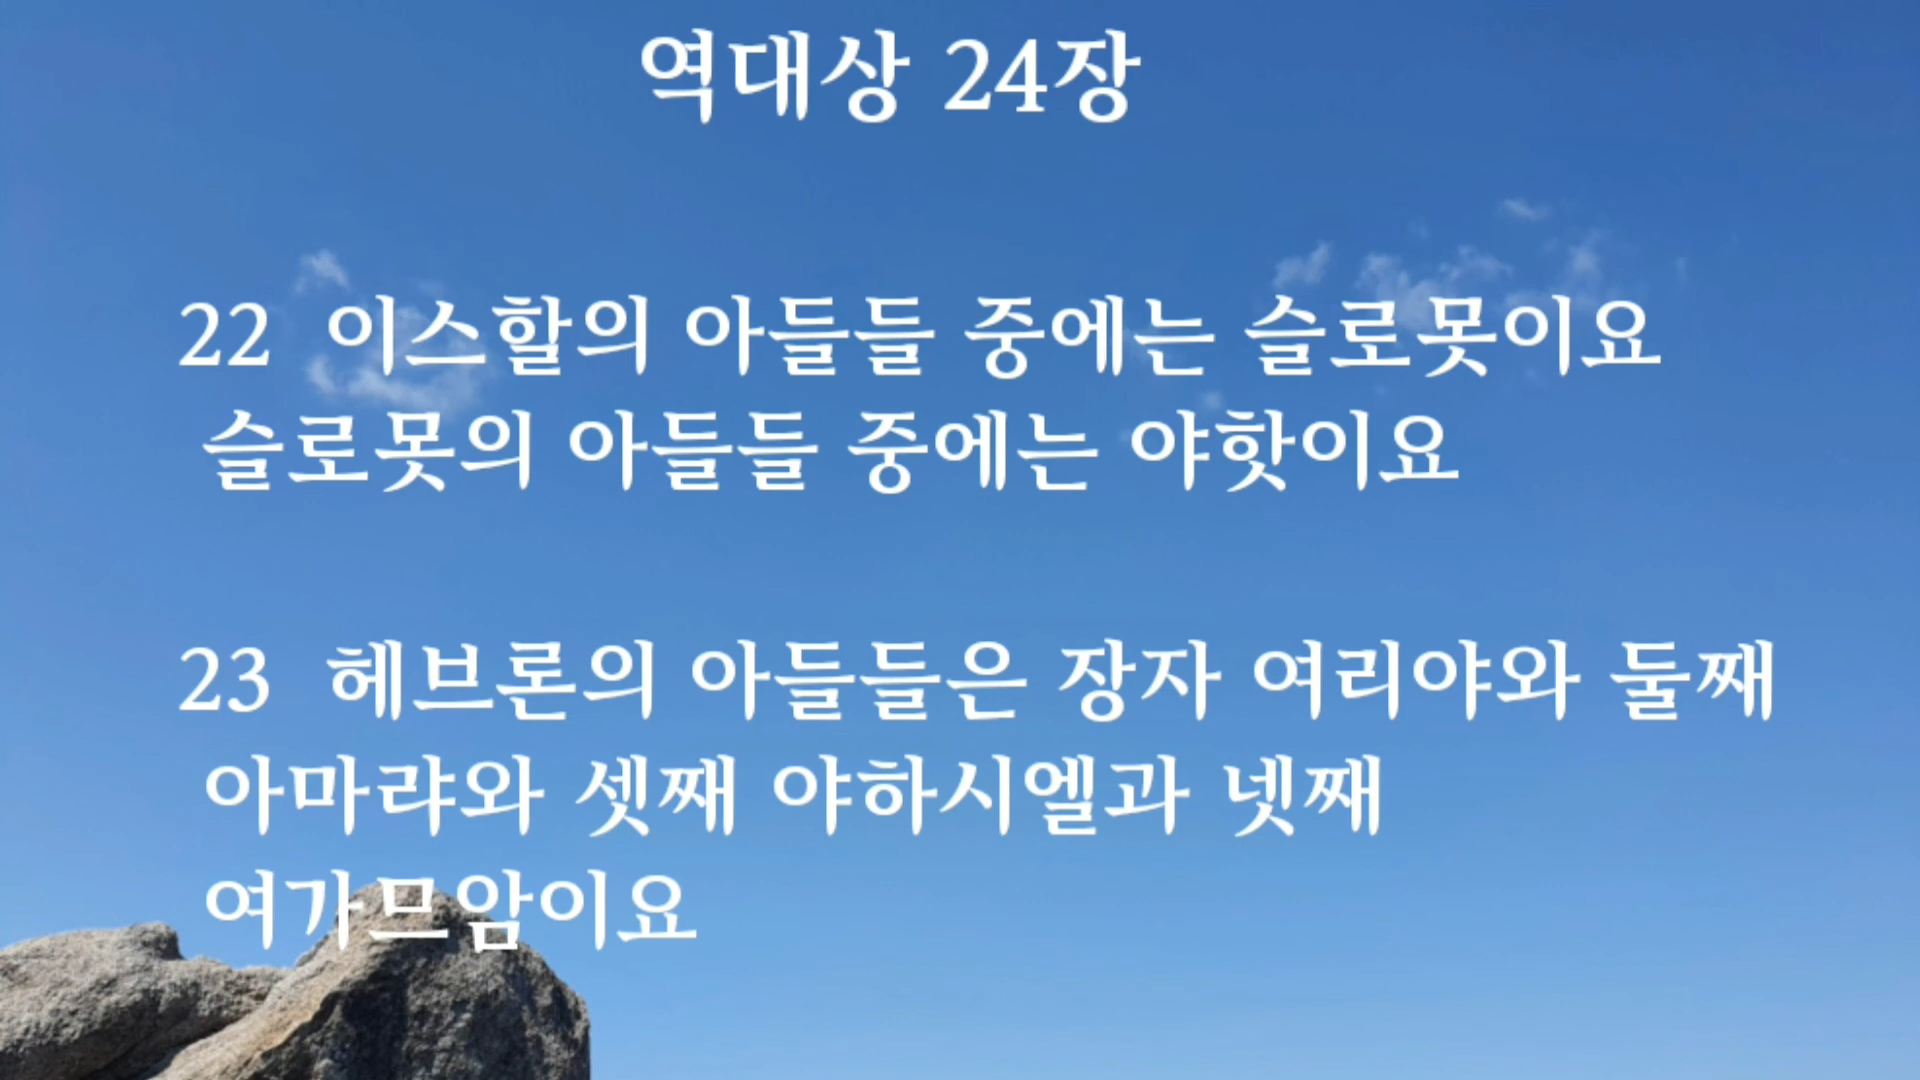 역대상 24장
22 이스할의 아들들 중에는 슬로못이요
슬로못의 아들들 중에는 야핫이요
23 헤브론의 아들들은 장자 여리야와 둘째
아마랴와 셋째 야하시엘과 넷째
여가므암이요